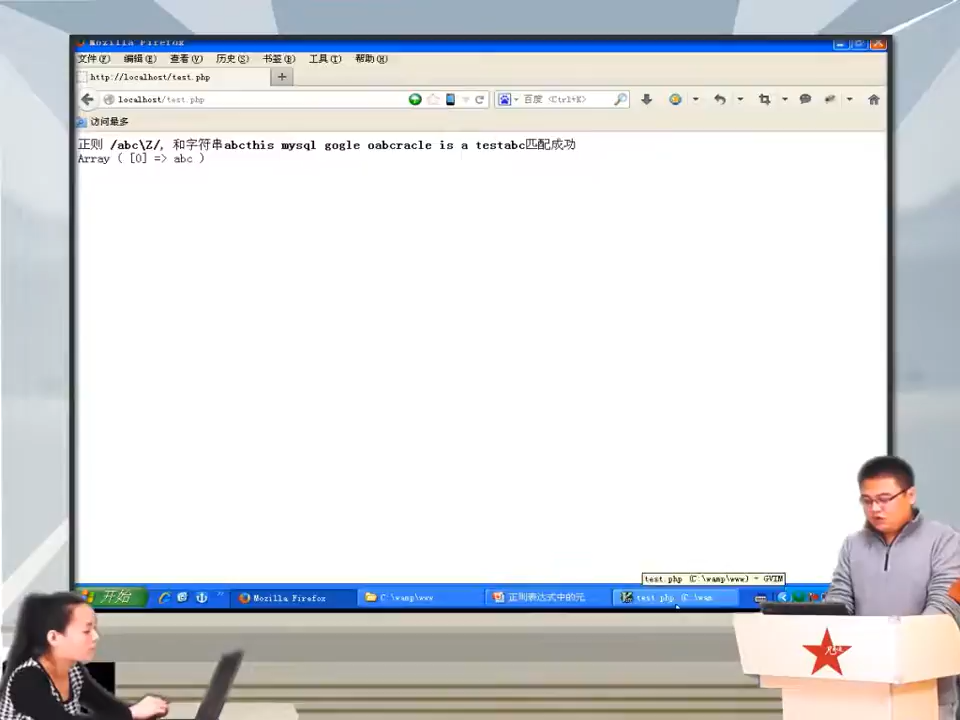 Mozilla Firefox
文件(F) 编辑(E) 查看(V) 历史(S) 书签(B) 工具(T) 帮助(H)
http://localhost/test.php +
localhost/test.php 百度 <Ctrl+K>
访问最多
正则 /abc\Z/, 和字符串abcthis mysql gogle oabcracle is a testabc匹配成功
Array ( [0] => abc )
test.php (C:\wamp\www) - GVIM
开始 Mozilla Firefox C:\wamp\www 正则表达式中的元 test.php (C:\wam